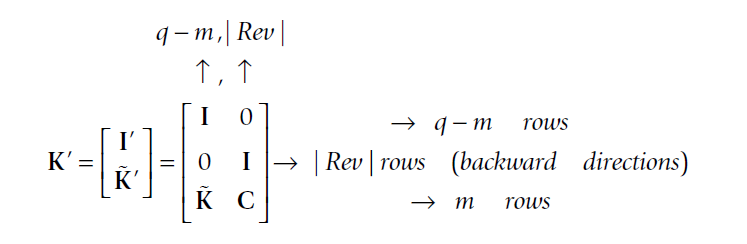 q − m ,| Rev |
↑ , ↑
K′ = [ I′ K̃′ ] = [ I 0 0 I K̃ C ]
→ q − m rows
→ | Rev | rows (backward directions)
→ m rows